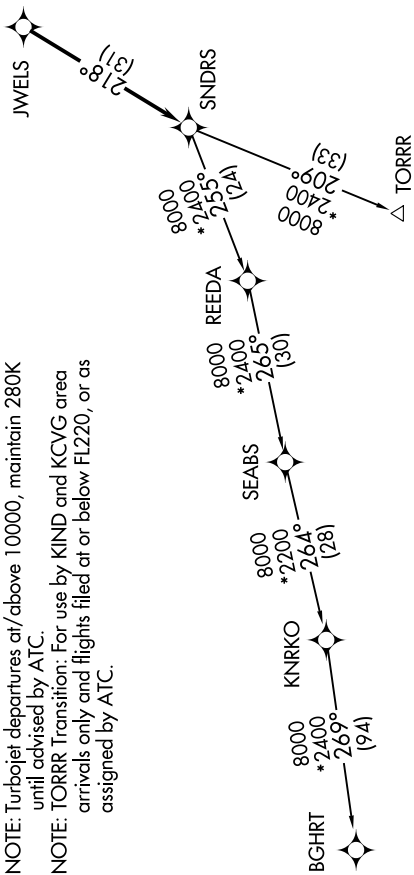 NOTE: Turbojet departures at/above 10000, maintain 280K
until advised by ATC.
NOTE: TORRR Transition: For use by KIND and KCVG area
arrivals only and flights filed at or below FL220, or as
assigned by ATC.
JWELS
218°
(31)
SNDRS
8000
*2400
255°
(24)
8000
*2400
209°
(33)
TORRR
REEDA
8000
*2400
265°
(30)
SEABS
8000
*2200
264°
(28)
KNRKO
8000
*2400
269°
(94)
BGHRT